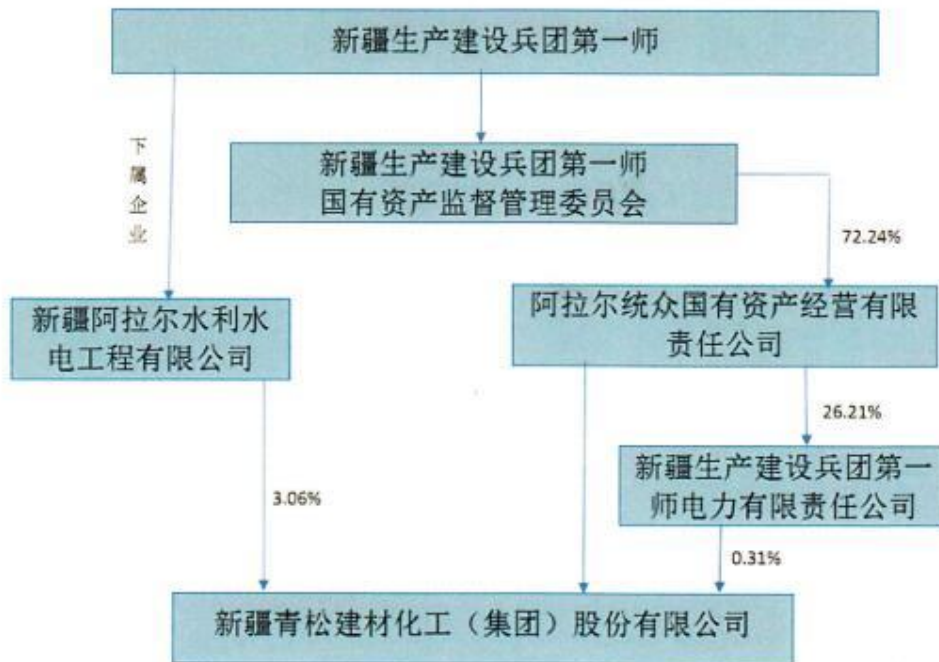 新疆生产建设兵团第一师
下
属
企
业
新疆生产建设兵团第一师
国有资产监督管理委员会
72.24%
新疆阿拉尔水利水
电工程有限公司
阿拉尔统众国有资产经营有限
责任公司
26.21%
新疆生产建设兵团第一
师电力有限责任公司
3.06%
0.31%
新疆青松建材化工（集团）股份有限公司